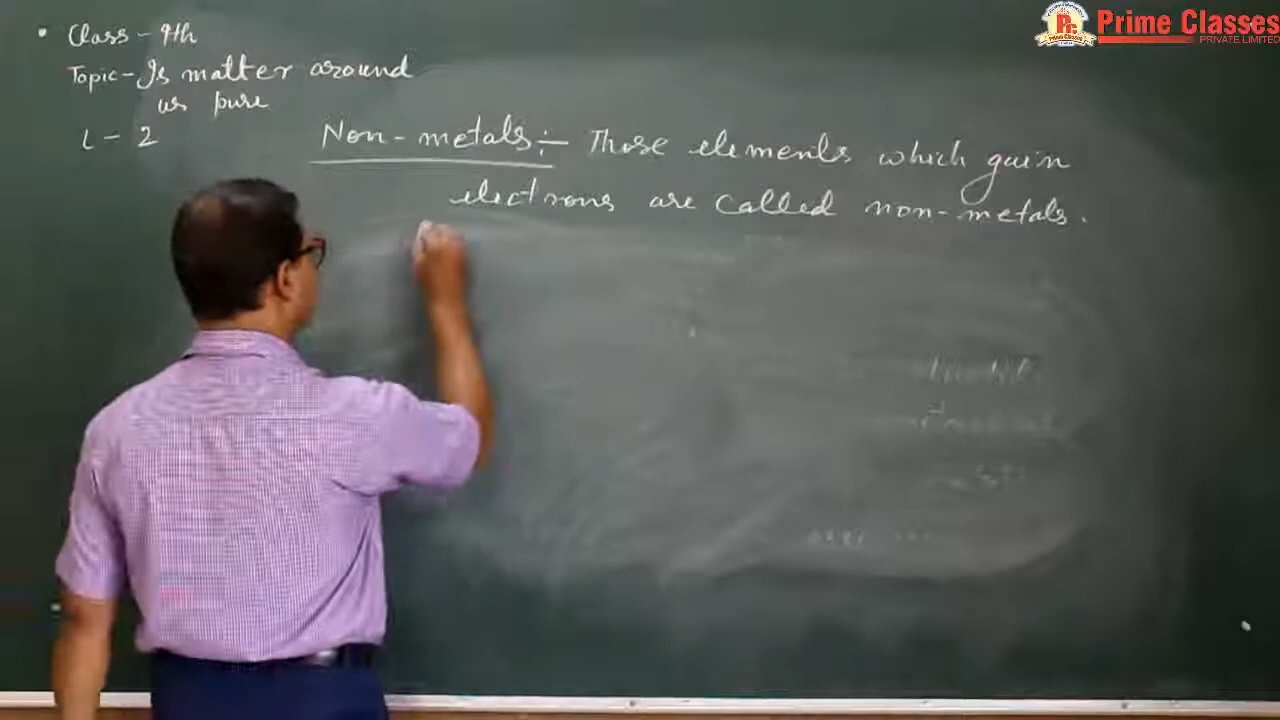 Prime Classes
PRIVATE LIMITED
Class - 9th
Topic - Is matter around
us pure
L - 2
Non-metals :- Those elements which gain
electrons are called non-metals.